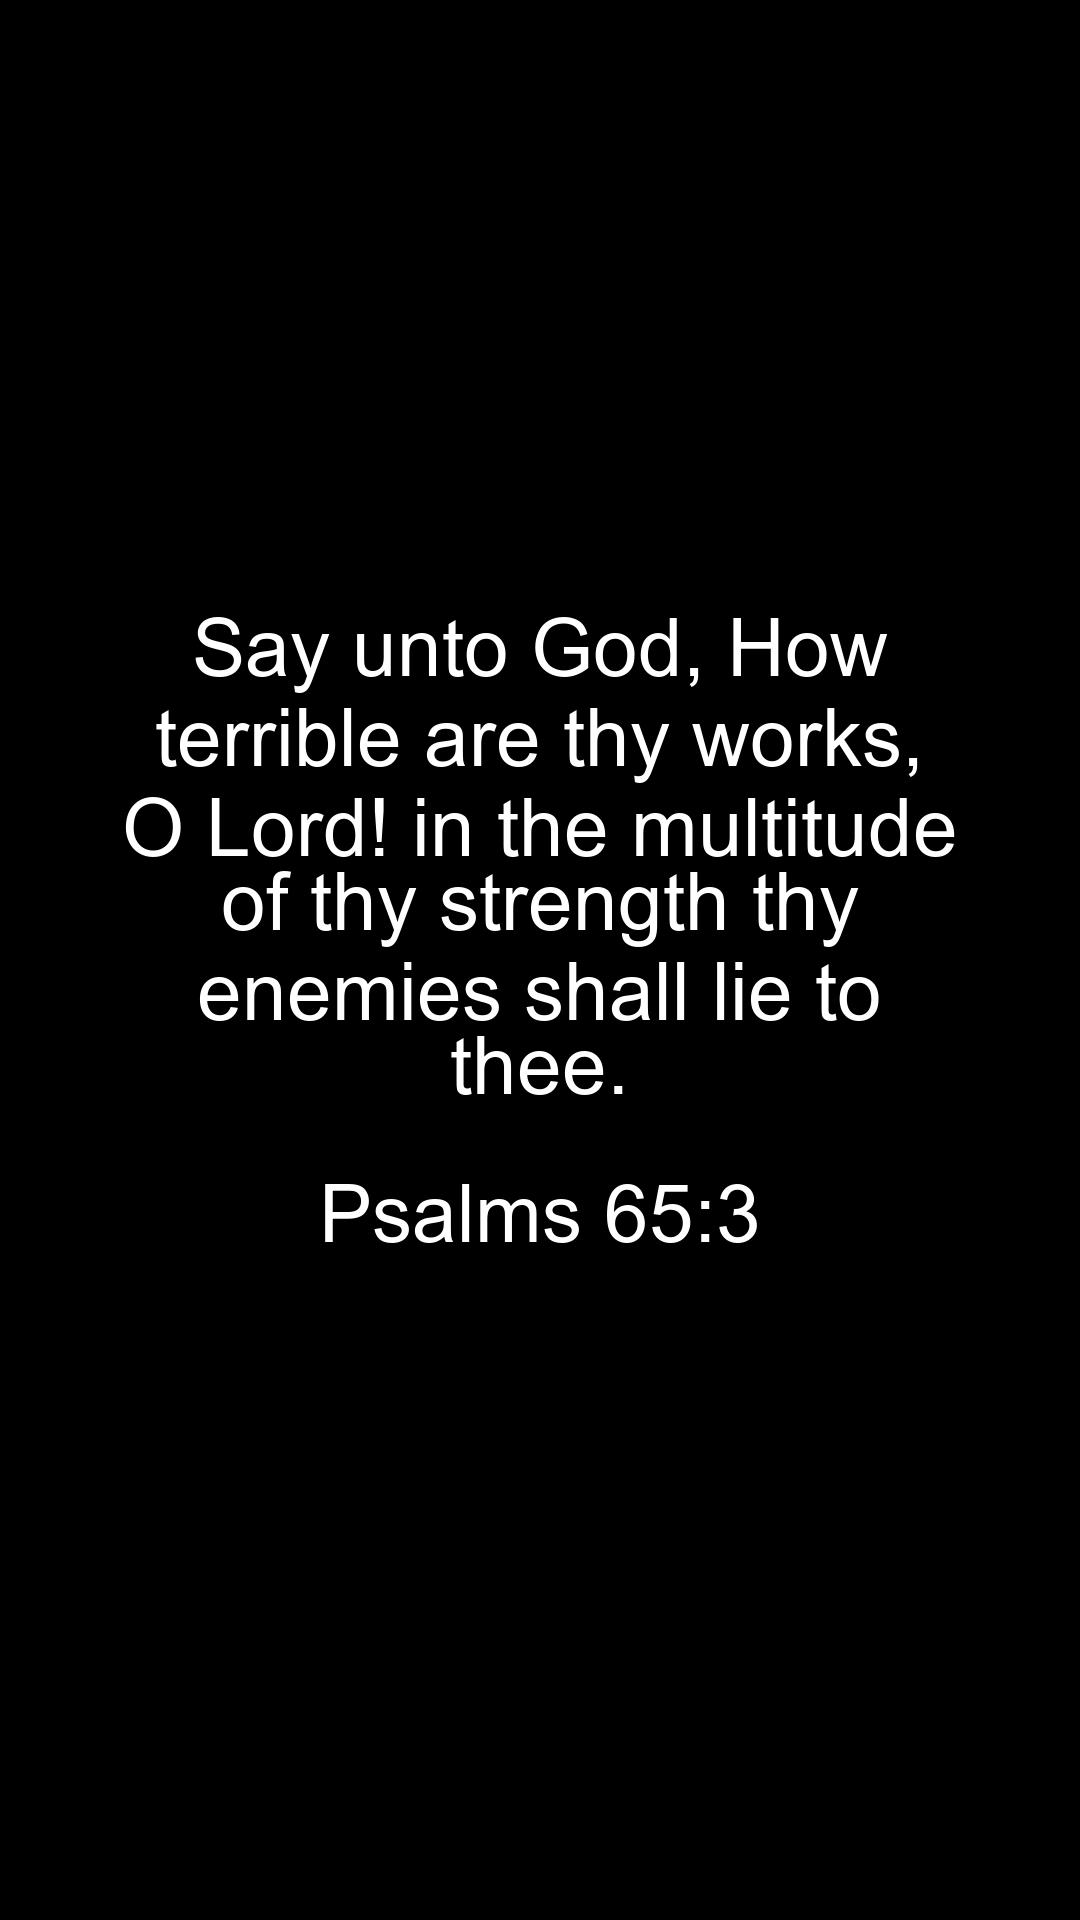 Say unto God, How
terrible are thy works,
O Lord! in the multitude
of thy strength thy
enemies shall lie to
thee.
Psalms 65:3